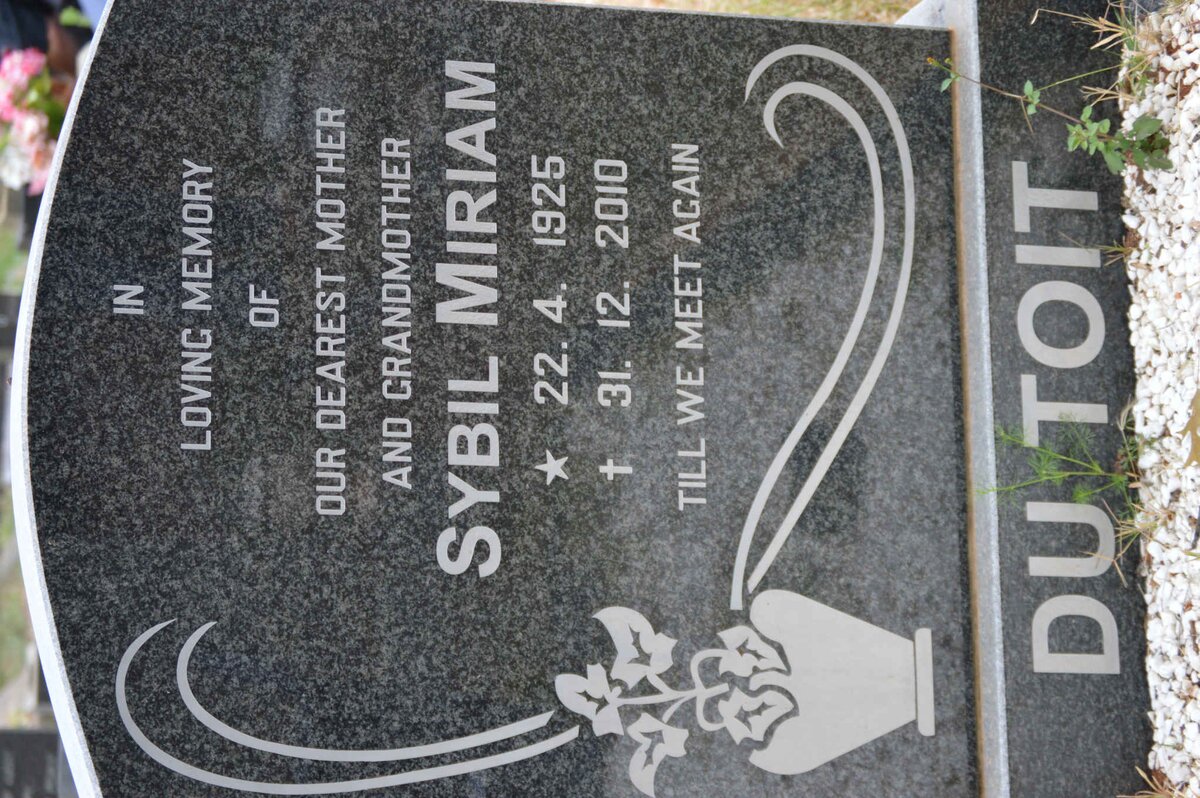 IN
LOVING MEMORY
OF
OUR DEAREST MOTHER
AND GRANDMOTHER
SYBIL MIRIAM
★ 22. 4. 1925
✝ 31. 12. 2010
TILL WE MEET AGAIN
DU TOIT